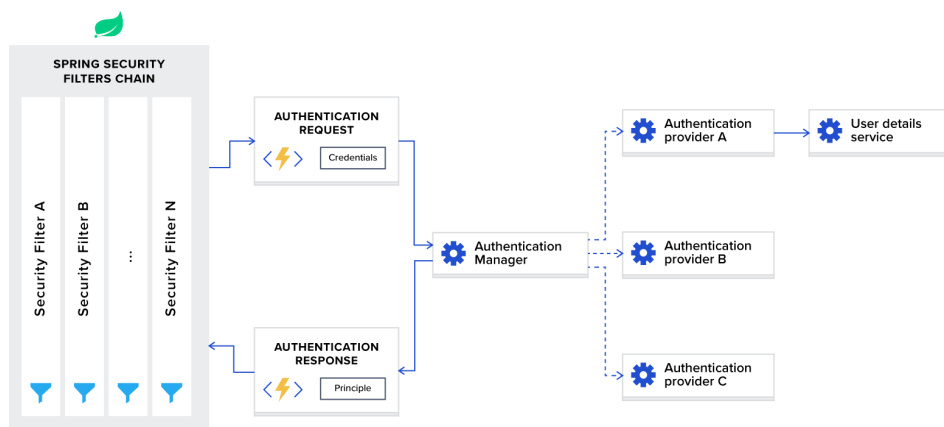 SPRING SECURITY
FILTERS CHAIN
Security Filter A
Security Filter B
...
Security Filter N
AUTHENTICATION
REQUEST
Credentials
AUTHENTICATION
RESPONSE
Principle
Authentication
Manager
Authentication
provider A
User details
service
Authentication
provider B
Authentication
provider C